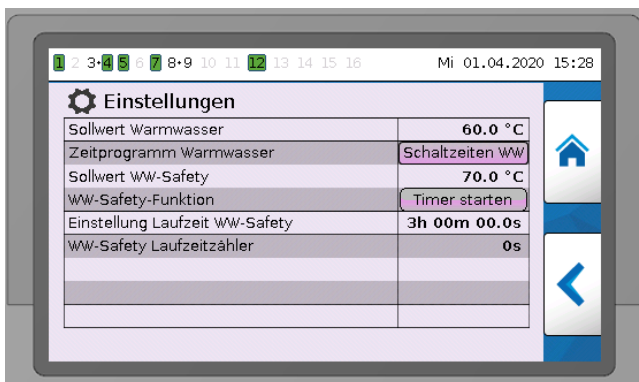 1 2 3•4 5 6 7 8•9 10 11 12 13 14 15 16 Mi 01.04.2020 15:28
Einstellungen
Sollwert Warmwasser 60.0 °C
Zeitprogramm Warmwasser Schaltzeiten WW
Sollwert WW-Safety 70.0 °C
WW-Safety-Funktion Timer starten
Einstellung Laufzeit WW-Safety 3h 00m 00.0s
WW-Safety Laufzeitzähler 0s